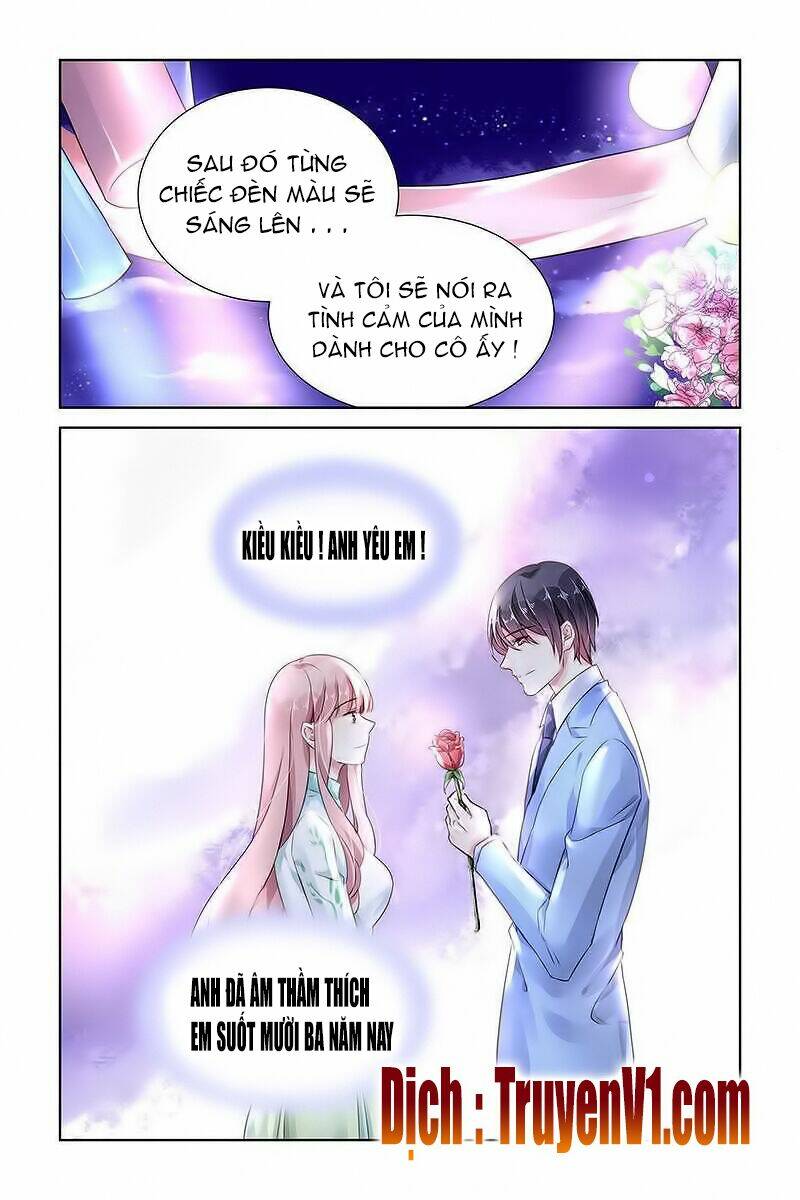 SAU ĐÓ TỪNG
CHIẾC ĐÈN MÀU SẼ
SÁNG LÊN . . .
VÀ TÔI SẼ NÓI RA
TÌNH CẢM CỦA MÌNH
DÀNH CHO CÔ ẤY !
KIỀU KIỀU ! ANH YÊU EM !
ANH ĐÃ ÂM THẦM THÍCH
EM SUỐT MƯỜI BA NĂM NAY
Dịch : TruyenV1.com